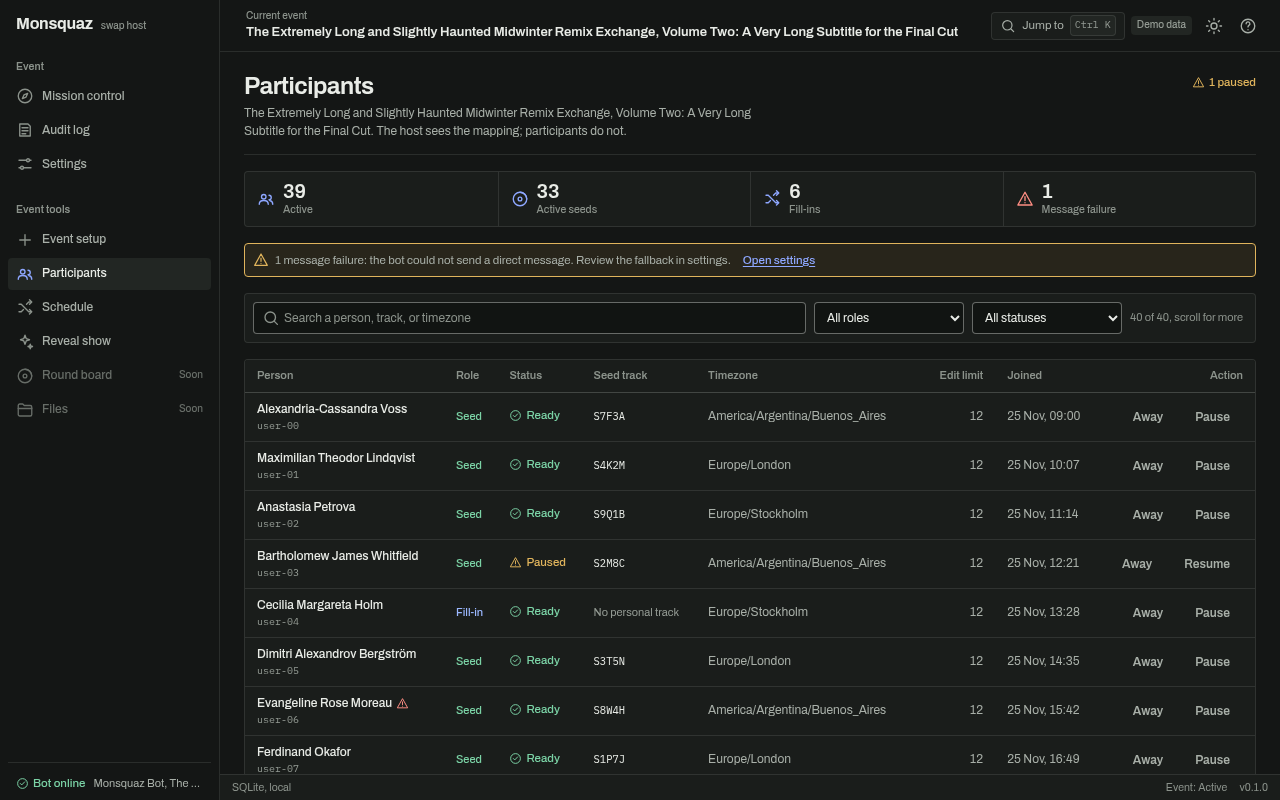 Monsquaz swap host
Event
Mission control
Audit log
Settings
Event tools
Event setup
Participants
Schedule
Reveal show
Round board Soon
Files Soon
Bot online Monsquaz Bot, The ...
Current event
The Extremely Long and Slightly Haunted Midwinter Remix Exchange, Volume Two: A Very Long Subtitle for the Final Cut
Jump to Ctrl K
Demo data
Participants
1 paused
The Extremely Long and Slightly Haunted Midwinter Remix Exchange, Volume Two: A Very Long
Subtitle for the Final Cut. The host sees the mapping; participants do not.
39
Active
33
Active seeds
6
Fill-ins
1
Message failure
1 message failure: the bot could not send a direct message. Review the fallback in settings. Open settings
Search a person, track, or timezone
All roles
All statuses
40 of 40, scroll for more
Person Role Status Seed track Timezone Edit limit Joined Action
Alexandria-Cassandra Voss
user-00
Seed Ready S7F3A America/Argentina/Buenos_Aires 12 25 Nov, 09:00 Away Pause
Maximilian Theodor Lindqvist
user-01
Seed Ready S4K2M Europe/London 12 25 Nov, 10:07 Away Pause
Anastasia Petrova
user-02
Seed Ready S9Q1B Europe/Stockholm 12 25 Nov, 11:14 Away Pause
Bartholomew James Whitfield
user-03
Seed Paused S2M8C America/Argentina/Buenos_Aires 12 25 Nov, 12:21 Away Resume
Cecilia Margareta Holm
user-04
Fill-in Ready No personal track Europe/Stockholm 12 25 Nov, 13:28 Away Pause
Dimitri Alexandrov Bergström
user-05
Seed Ready S3T5N Europe/London 12 25 Nov, 14:35 Away Pause
Evangeline Rose Moreau
user-06
Seed Ready S8W4H America/Argentina/Buenos_Aires 12 25 Nov, 15:42 Away Pause
Ferdinand Okafor
user-07
Seed Ready S1P7J Europe/London 12 25 Nov, 16:49 Away Pause
SQLite, local
Event: Active v0.1.0